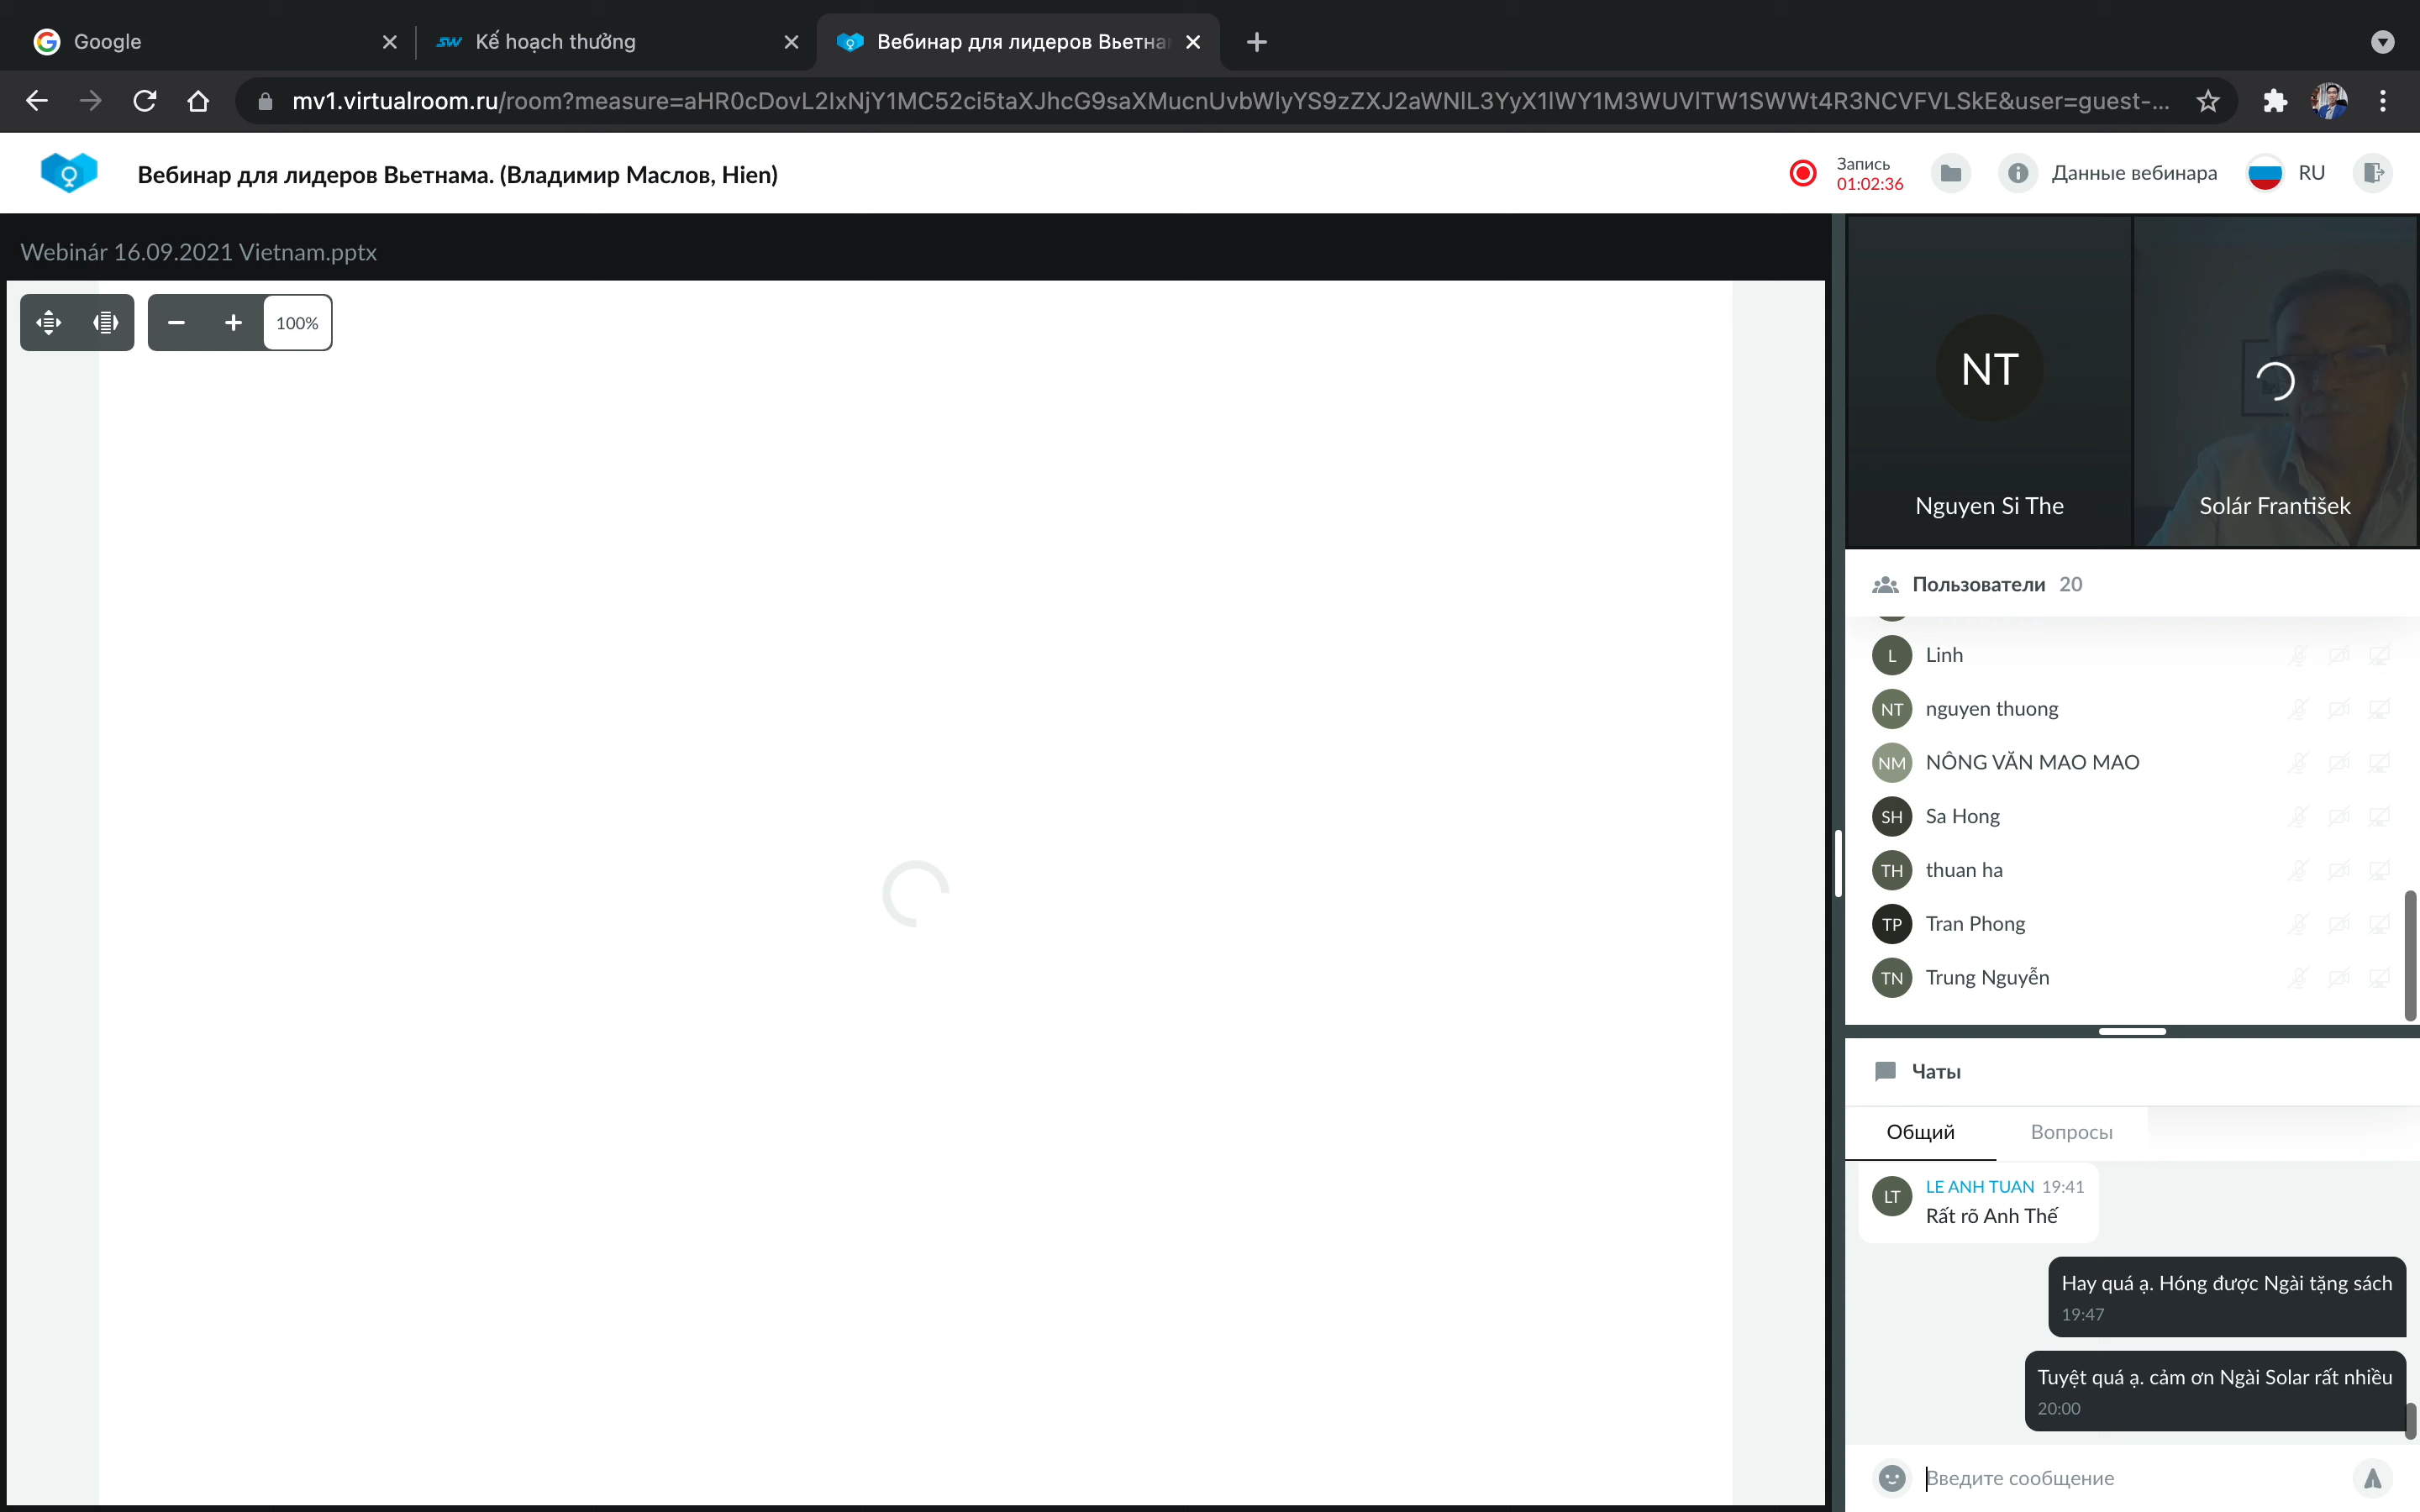 Google
SW Kế hoạch thưởng
Вебинар для лидеров Вьетна
mv1.virtualroom.ru/room?measure=aHR0cDovL2lxNjY1MC52ci5taXJhcG9saXMucnUvbWlyYS9zZXJ2aWNlL3YyX1lWY1M3WUVlTW1SWWt4R3NCVFVLSkE&user=guest-...
Вебинар для лидеров Вьетнама. (Владимир Маслов, Hien)
Запись
01:02:36
Данные вебинара
RU
Webinár 16.09.2021 Vietnam.pptx
100%
NT
Nguyen Si The
Solár František
Пользователи 20
L Linh
NT nguyen thuong
NM NÔNG VĂN MAO MAO
SH Sa Hong
TH thuan ha
TP Tran Phong
TN Trung Nguyễn
Чаты
Общий Вопросы
LT LE ANH TUAN 19:41
Rất rõ Anh Thế
Hay quá ạ. Hóng được Ngài tặng sách
19:47
Tuyệt quá ạ. cảm ơn Ngài Solar rất nhiều
20:00
Введите сообщение